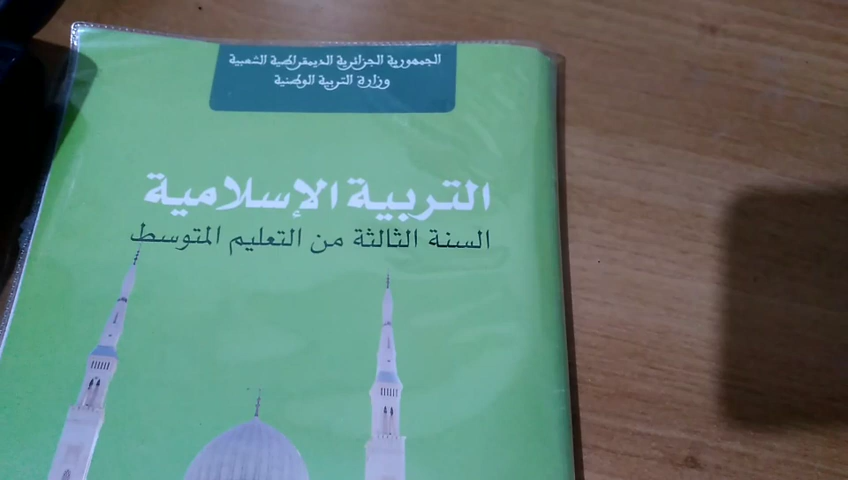 الجمهورية الجزائرية الديمقراطية الشعبية
وزارة التربية الوطنية
التربية الإسلامية
السنة الثالثة من التعليم المتوسط